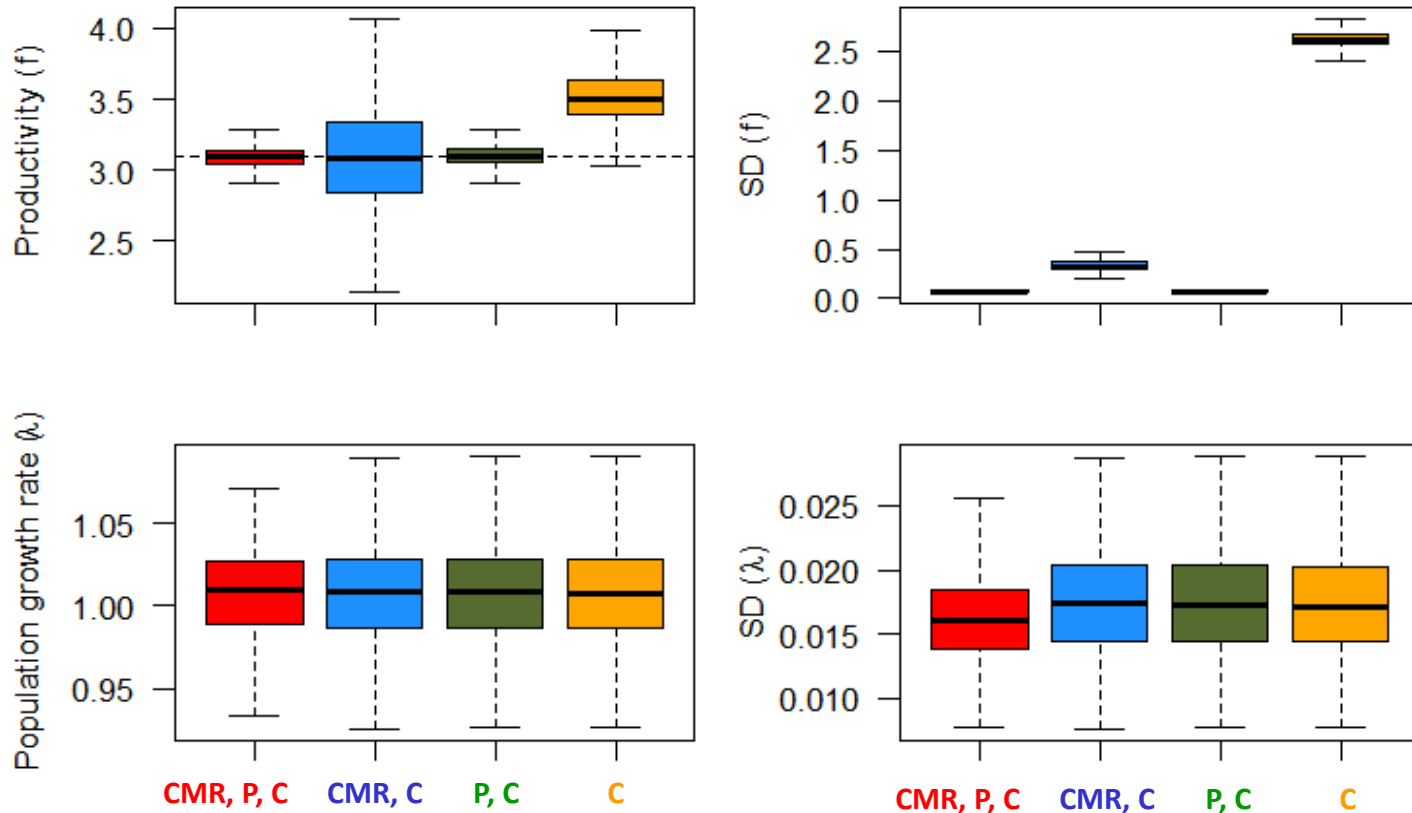 Productivity (f)
4.0
3.5
3.0
2.5
SD (f)
2.5
2.0
1.5
1.0
0.5
0.0
Population growth rate (λ)
1.05
1.00
0.95
SD (λ)
0.025
0.020
0.015
0.010
CMR, P, C CMR, C P, C C
CMR, P, C CMR, C P, C C